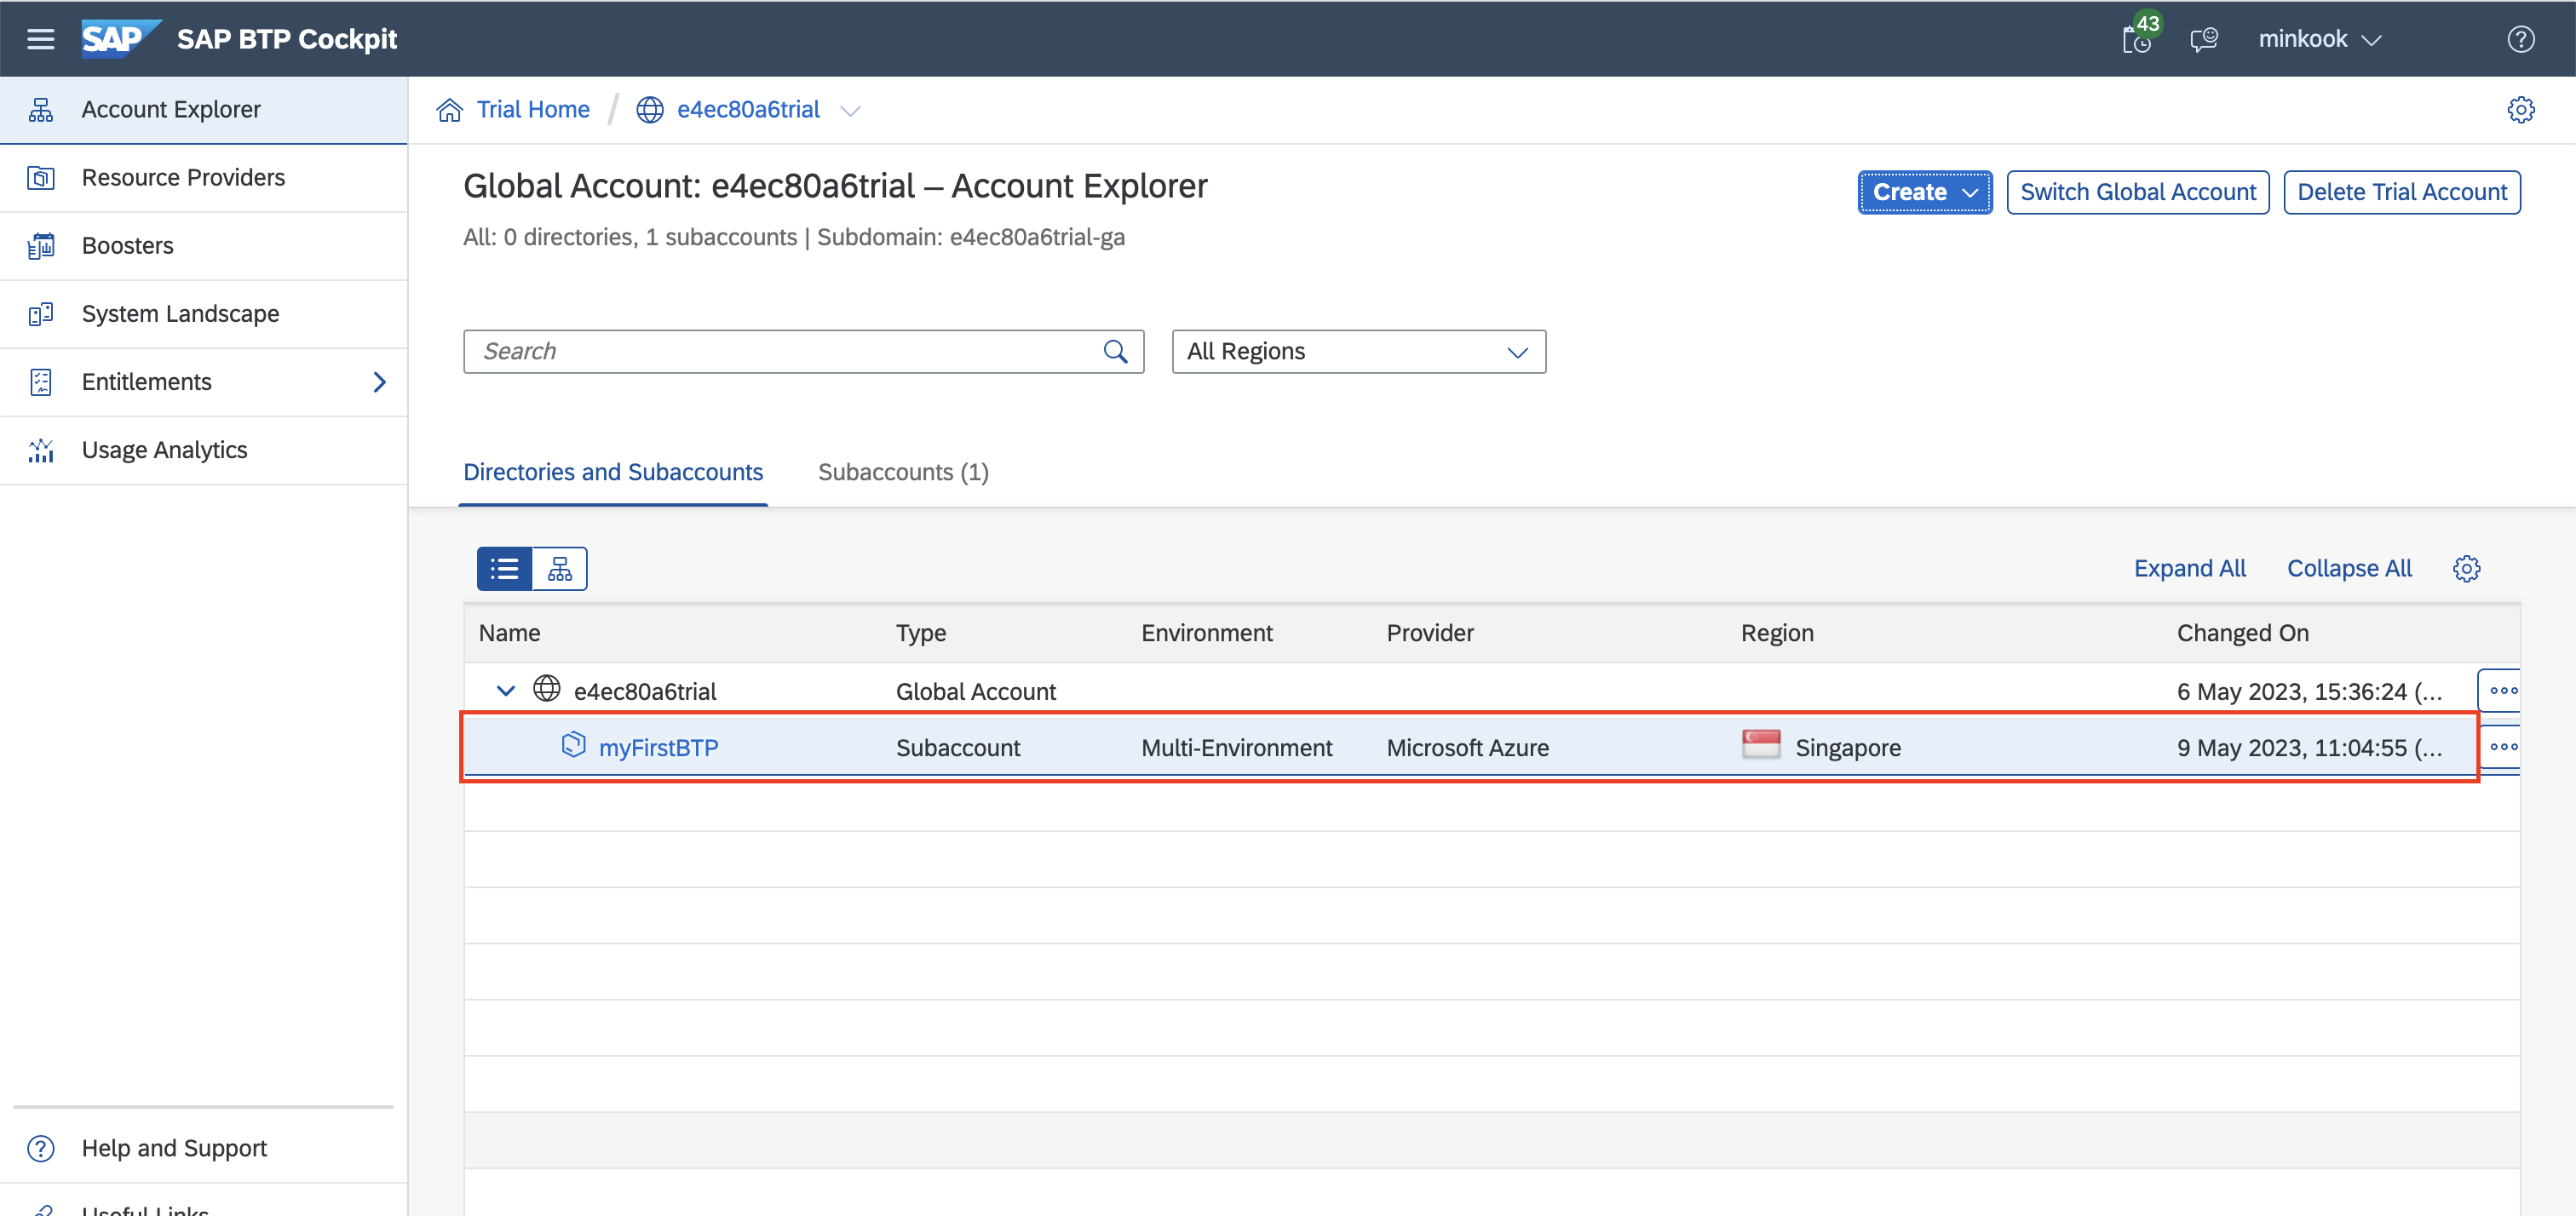 SAP SAP BTP Cockpit
43
minkook
Account Explorer
Resource Providers
Boosters
System Landscape
Entitlements
Usage Analytics
Help and Support
Useful Links
Trial Home / e4ec80a6trial
Global Account: e4ec80a6trial – Account Explorer
Create
Switch Global Account
Delete Trial Account
All: 0 directories, 1 subaccounts | Subdomain: e4ec80a6trial-ga
Search
All Regions
Directories and Subaccounts
Subaccounts (1)
Expand All
Collapse All
Name Type Environment Provider Region Changed On
e4ec80a6trial Global Account 6 May 2023, 15:36:24 (...
myFirstBTP Subaccount Multi-Environment Microsoft Azure Singapore 9 May 2023, 11:04:55 (...